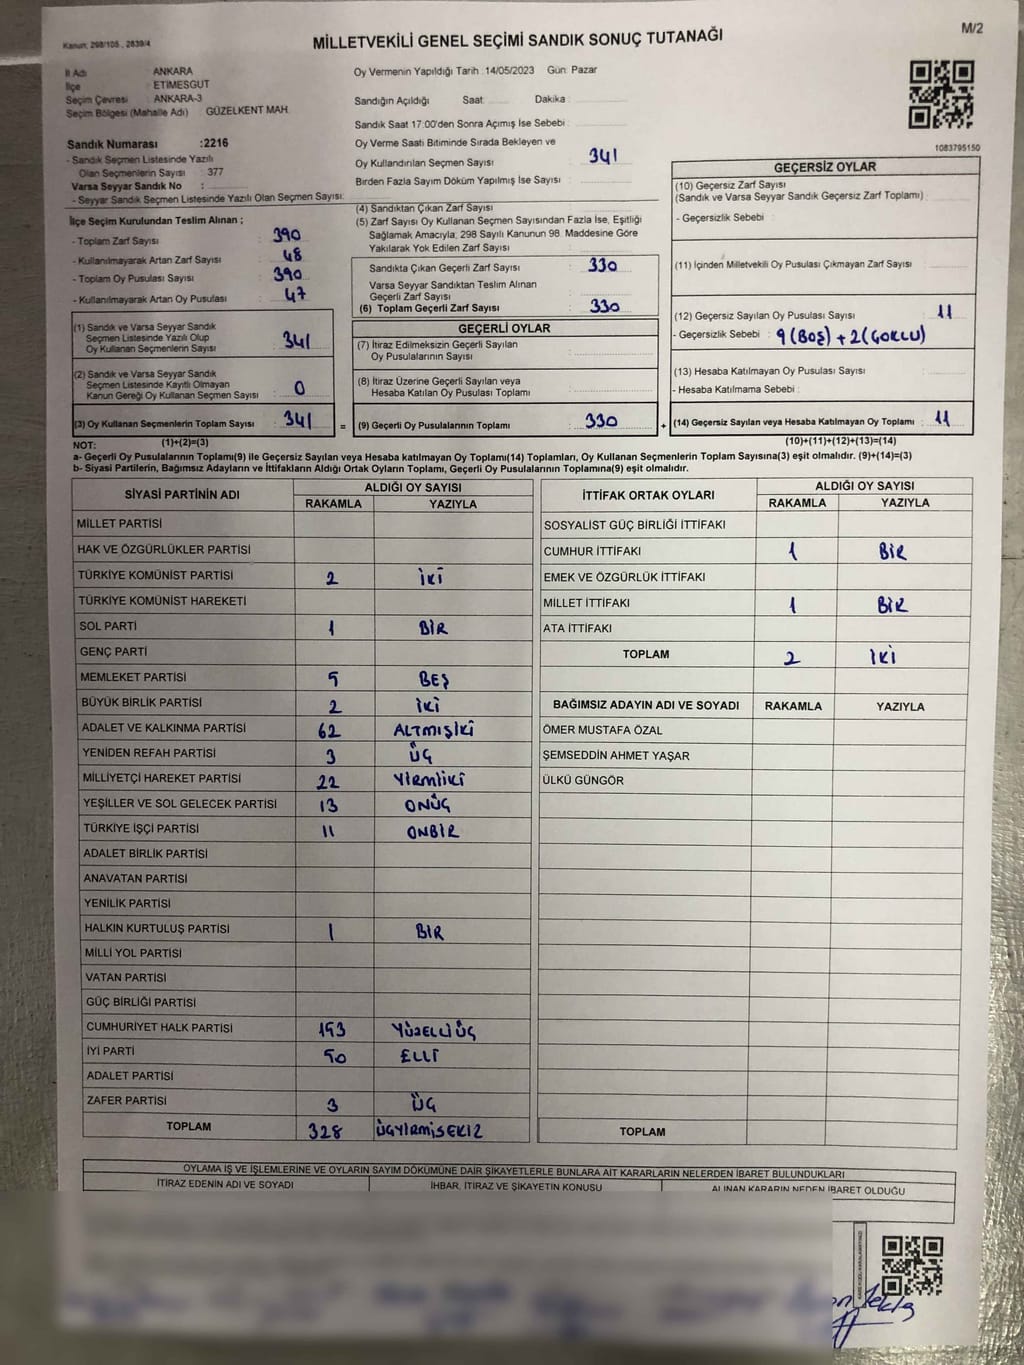 M/2
Kanun: 298/105 , 2839/4
MİLLETVEKİLİ GENEL SEÇİMİ SANDIK SONUÇ TUTANAĞI
İl Adı ANKARA
İlçe ETİMESGUT
Seçim Çevresi : ANKARA-3
Seçim Bölgesi (Mahalle Adı) : GÜZELKENT MAH.
Oy Vermenin Yapıldığı Tarih :14/05/2023 Gün: Pazar
Sandığın Açıldığı Saat: Dakika :
Sandık Saat 17:00'den Sonra Açımış İse Sebebi :
Sandık Numarası :2216
- Sandık Seçmen Listesinde Yazılı
Olan Seçmenlerin Sayısı : 377
Varsa Seyyar Sandık No :
- Seyyar Sandık Seçmen Listesinde Yazılı Olan Seçmen Sayısı:
Oy Verme Saati Bitiminde Sırada Bekleyen ve
Oy Kullandırılan Seçmen Sayısı : 341
Birden Fazla Sayım Döküm Yapılmış İse Sayısı :
1083795150
İlçe Seçim Kurulundan Teslim Alınan ;
- Toplam Zarf Sayısı : 390
- Kullanılmayarak Artan Zarf Sayısı : 48
- Toplam Oy Pusulası Sayısı : 390
- Kullanılmayarak Artan Oy Pusulası : 47
(4) Sandıktan Çıkan Zarf Sayısı
(5) Zarf Sayısı Oy Kullanan Seçmen Sayısından Fazla İse, Eşitliği
Sağlamak Amacıyla, 298 Sayılı Kanunun 98. Maddesine Göre
Yakılarak Yok Edilen Zarf Sayısı :
Sandıkta Çıkan Geçerli Zarf Sayısı : 330
Varsa Seyyar Sandıktan Teslim Alınan
Geçerli Zarf Sayısı :
(6) Toplam Geçerli Zarf Sayısı : 330
GEÇERSİZ OYLAR
(10) Geçersiz Zarf Sayısı
(Sandık ve Varsa Seyyar Sandık Geçersiz Zarf Toplamı) :
- Geçersizlik Sebebi :
(11) İçinden Milletvekili Oy Pusulası Çıkmayan Zarf Sayısı :
(12) Geçersiz Sayılan Oy Pusulası Sayısı : 11
- Geçersizlik Sebebi : 9 (BOŞ) + 2 (ÇOKLU)
(13) Hesaba Katılmayan Oy Pusulası Sayısı :
- Hesaba Katılmama Sebebi :
(14) Geçersiz Sayılan veya Hesaba Katılmayan Oy Toplamı : 11
(1) Sandık ve Varsa Seyyar Sandık
Seçmen Listesinde Yazılı Olup
Oy Kullanan Seçmenlerin Sayısı : 341
(2) Sandık ve Varsa Seyyar Sandık
Seçmen Listesinde Kayıtlı Olmayan
Kanun Gereği Oy Kullanan Seçmen Sayısı : 0
(3) Oy Kullanan Seçmenlerin Toplam Sayısı : 341 =
GEÇERLİ OYLAR
(7) İtiraz Edilmeksizin Geçerli Sayılan
Oy Pusulalarının Sayısı :
(8) İtiraz Üzerine Geçerli Sayılan veya
Hesaba Katılan Oy Pusulası Toplamı :
(9) Geçerli Oy Pusulalarının Toplamı : 330 +
NOT: (1)+(2)=(3)
(10)+(11)+(12)+(13)=(14)
a- Geçerli Oy Pusulalarının Toplamı(9) ile Geçersiz Sayılan veya Hesaba katılmayan Oy Toplamı(14) Toplamları, Oy Kullanan Seçmenlerin Toplam Sayısına(3) eşit olmalıdır. (9)+(14)=(3)
b- Siyasi Partilerin, Bağımsız Adayların ve İttifakların Aldığı Ortak Oyların Toplamı, Geçerli Oy Pusulalarının Toplamına(9) eşit olmalıdır.
SİYASİ PARTİNİN ADI ALDIĞI OY SAYISI
RAKAMLA YAZIYLA
MİLLET PARTİSİ
HAK VE ÖZGÜRLÜKLER PARTİSİ
TÜRKİYE KOMÜNİST PARTİSİ 2 İKİ
TÜRKİYE KOMÜNİST HAREKETİ
SOL PARTİ 1 BİR
GENÇ PARTİ
MEMLEKET PARTİSİ 5 BEŞ
BÜYÜK BİRLİK PARTİSİ 2 İKİ
ADALET VE KALKINMA PARTİSİ 62 ALTMIŞİKİ
YENİDEN REFAH PARTİSİ 3 ÜÇ
MİLLİYETÇİ HAREKET PARTİSİ 22 YİRMİİKİ
YEŞİLLER VE SOL GELECEK PARTİSİ 13 ONÜÇ
TÜRKİYE İŞÇİ PARTİSİ 11 ONBİR
ADALET BİRLİK PARTİSİ
ANAVATAN PARTİSİ
YENİLİK PARTİSİ
HALKIN KURTULUŞ PARTİSİ 1 BİR
MİLLİ YOL PARTİSİ
VATAN PARTİSİ
GÜÇ BİRLİĞİ PARTİSİ
CUMHURİYET HALK PARTİSİ 153 YÜZELLİÜÇ
İYİ PARTİ 50 ELLİ
ADALET PARTİSİ
ZAFER PARTİSİ 3 ÜÇ
TOPLAM 328 ÜÇYİRMİSEKİZ
İTTİFAK ORTAK OYLARI ALDIĞI OY SAYISI
RAKAMLA YAZIYLA
SOSYALİST GÜÇ BİRLİĞİ İTTİFAKI
CUMHUR İTTİFAKI 1 BİR
EMEK VE ÖZGÜRLÜK İTTİFAKI
MİLLET İTTİFAKI 1 BİR
ATA İTTİFAKI
TOPLAM 2 İKİ
BAĞIMSIZ ADAYIN ADI VE SOYADI RAKAMLA YAZIYLA
ÖMER MUSTAFA ÖZAL
ŞEMSEDDİN AHMET YAŞAR
ÜLKÜ GÜNGÖR
TOPLAM
OYLAMA İŞ VE İŞLEMLERİNE VE OYLARIN SAYIM DÖKÜMÜNE DAİR ŞİKAYETLERLE BUNLARA AİT KARARLARIN NELERDEN İBARET BULUNDUKLARI
İTİRAZ EDENİN ADI VE SOYADI İHBAR, İTİRAZ VE ŞİKAYETİN KONUSU ALINAN KARARIN NEDEN İBARET OLDUĞU